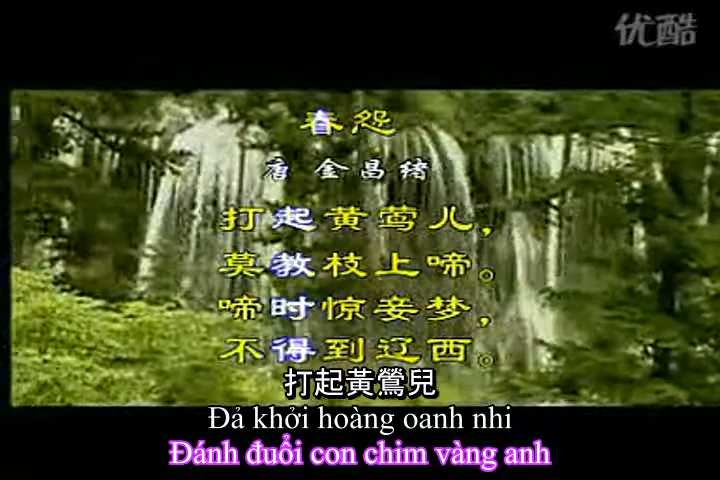 优酷
春怨
唐 金昌绪
打起黄莺儿,
莫教枝上啼。
啼时惊妾梦,
不得到辽西。
打起黃鶯兒
Đả khởi hoàng oanh nhi
Đánh đuổi con chim vàng anh